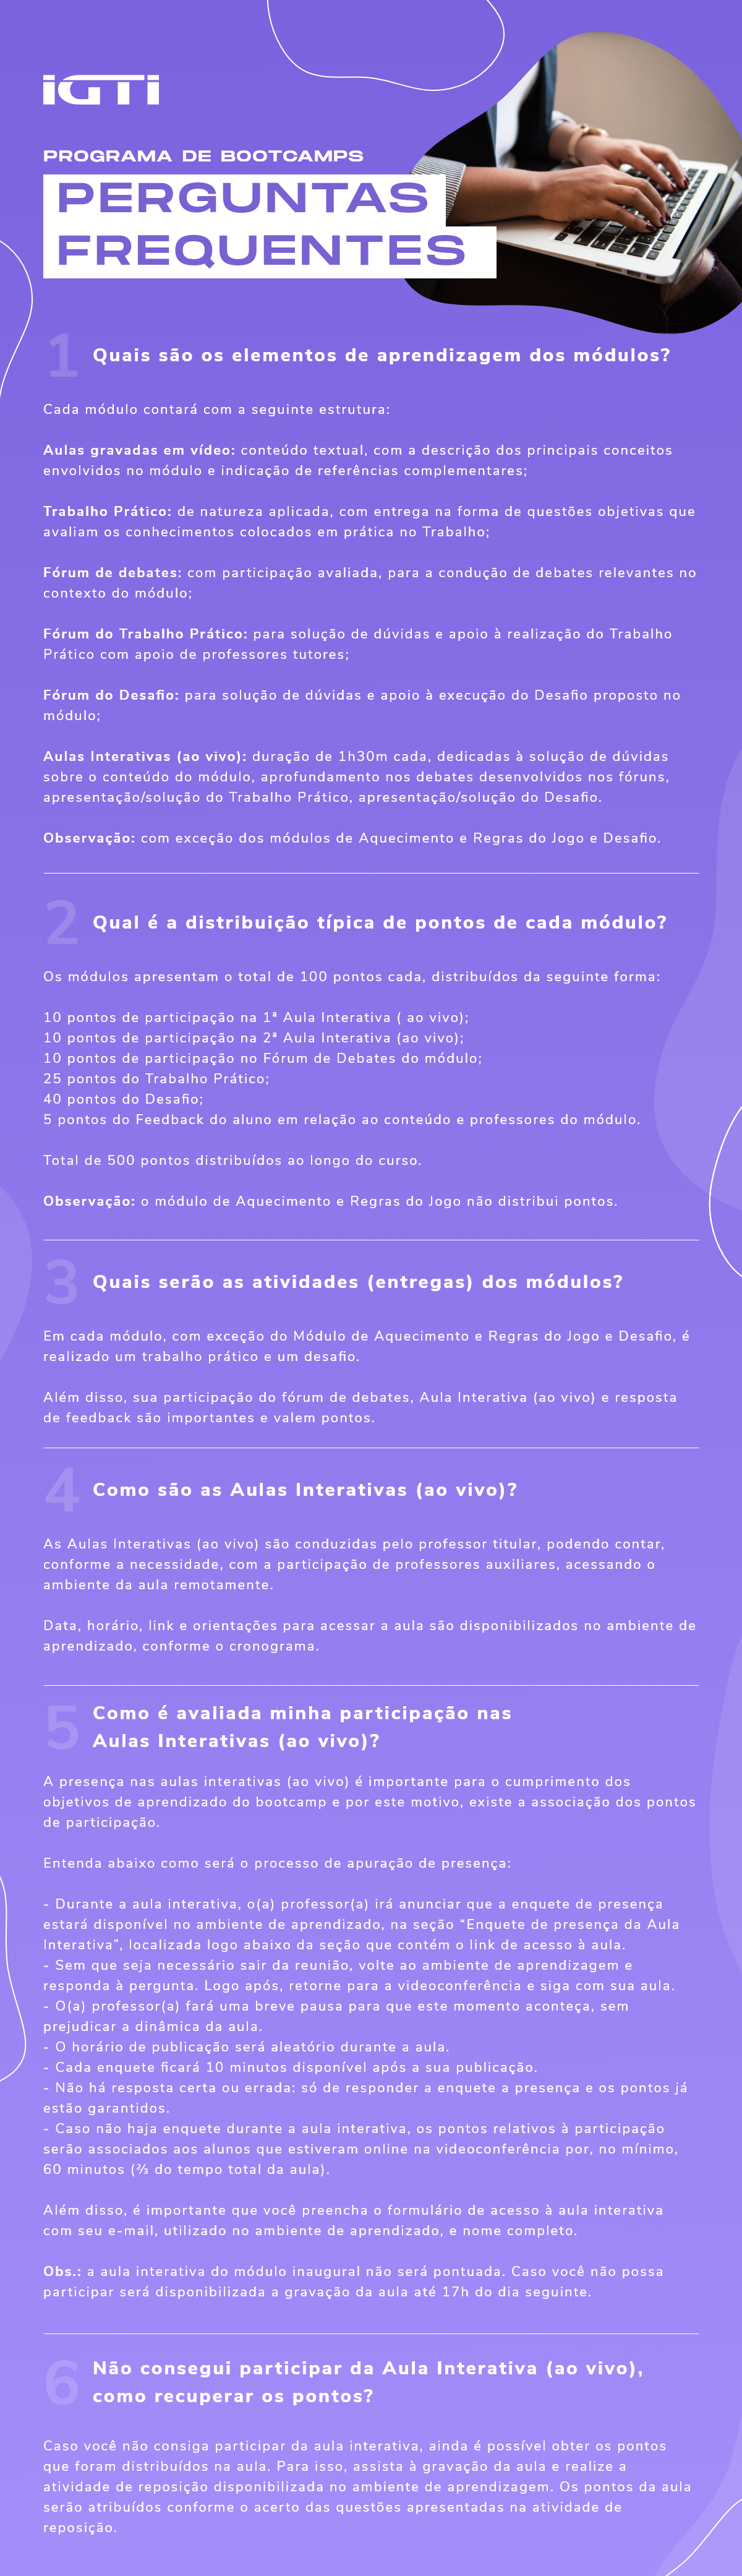 iGTi
PROGRAMA DE BOOTCAMPS
PERGUNTAS
FREQUENTES
1 Quais são os elementos de aprendizagem dos módulos?
Cada módulo contará com a seguinte estrutura:
Aulas gravadas em vídeo: conteúdo textual, com a descrição dos principais conceitos
envolvidos no módulo e indicação de referências complementares;
Trabalho Prático: de natureza aplicada, com entrega na forma de questões objetivas que
avaliam os conhecimentos colocados em prática no Trabalho;
Fórum de debates: com participação avaliada, para a condução de debates relevantes no
contexto do módulo;
Fórum do Trabalho Prático: para solução de dúvidas e apoio à realização do Trabalho
Prático com apoio de professores tutores;
Fórum do Desafio: para solução de dúvidas e apoio à execução do Desafio proposto no
módulo;
Aulas Interativas (ao vivo): duração de 1h30m cada, dedicadas à solução de dúvidas
sobre o conteúdo do módulo, aprofundamento nos debates desenvolvidos nos fóruns,
apresentação/solução do Trabalho Prático, apresentação/solução do Desafio.
Observação: com exceção dos módulos de Aquecimento e Regras do Jogo e Desafio.
2 Qual é a distribuição típica de pontos de cada módulo?
Os módulos apresentam o total de 100 pontos cada, distribuídos da seguinte forma:
10 pontos de participação na 1ª Aula Interativa ( ao vivo);
10 pontos de participação na 2ª Aula Interativa (ao vivo);
10 pontos de participação no Fórum de Debates do módulo;
25 pontos do Trabalho Prático;
40 pontos do Desafio;
5 pontos do Feedback do aluno em relação ao conteúdo e professores do módulo.
Total de 500 pontos distribuídos ao longo do curso.
Observação: o módulo de Aquecimento e Regras do Jogo não distribui pontos.
3 Quais serão as atividades (entregas) dos módulos?
Em cada módulo, com exceção do Módulo de Aquecimento e Regras do Jogo e Desafio, é
realizado um trabalho prático e um desafio.
Além disso, sua participação do fórum de debates, Aula Interativa (ao vivo) e resposta
de feedback são importantes e valem pontos.
4 Como são as Aulas Interativas (ao vivo)?
As Aulas Interativas (ao vivo) são conduzidas pelo professor titular, podendo contar,
conforme a necessidade, com a participação de professores auxiliares, acessando o
ambiente da aula remotamente.
Data, horário, link e orientações para acessar a aula são disponibilizados no ambiente de
aprendizado, conforme o cronograma.
5 Como é avaliada minha participação nas
Aulas Interativas (ao vivo)?
A presença nas aulas interativas (ao vivo) é importante para o cumprimento dos
objetivos de aprendizado do bootcamp e por este motivo, existe a associação dos pontos
de participação.
Entenda abaixo como será o processo de apuração de presença:
- Durante a aula interativa, o(a) professor(a) irá anunciar que a enquete de presença
estará disponível no ambiente de aprendizado, na seção “Enquete de presença da Aula
Interativa”, localizada logo abaixo da seção que contém o link de acesso à aula.
- Sem que seja necessário sair da reunião, volte ao ambiente de aprendizagem e
responda à pergunta. Logo após, retorne para a videoconferência e siga com sua aula.
- O(a) professor(a) fará uma breve pausa para que este momento aconteça, sem
prejudicar a dinâmica da aula.
- O horário de publicação será aleatório durante a aula.
- Cada enquete ficará 10 minutos disponível após a sua publicação.
- Não há resposta certa ou errada: só de responder a enquete a presença e os pontos já
estão garantidos.
- Caso não haja enquete durante a aula interativa, os pontos relativos à participação
serão associados aos alunos que estiveram online na videoconferência por, no mínimo,
60 minutos (⅔ do tempo total da aula).
Além disso, é importante que você preencha o formulário de acesso à aula interativa
com seu e-mail, utilizado no ambiente de aprendizado, e nome completo.
Obs.: a aula interativa do módulo inaugural não será pontuada. Caso você não possa
participar será disponibilizada a gravação da aula até 17h do dia seguinte.
6 Não consegui participar da Aula Interativa (ao vivo),
como recuperar os pontos?
Caso você não consiga participar da aula interativa, ainda é possível obter os pontos
que foram distribuídos na aula. Para isso, assista à gravação da aula e realize a
atividade de reposição disponibilizada no ambiente de aprendizagem. Os pontos da aula
serão atribuídos conforme o acerto das questões apresentadas na atividade de
reposição.